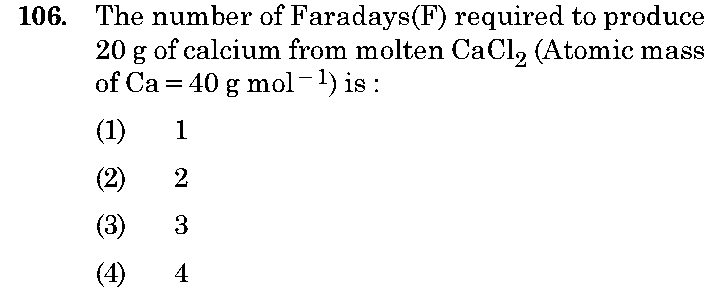 106. The number of Faradays(F) required to produce
20 g of calcium from molten CaCl₂ (Atomic mass
of Ca = 40 g mol⁻¹) is :
(1) 1
(2) 2
(3) 3
(4) 4